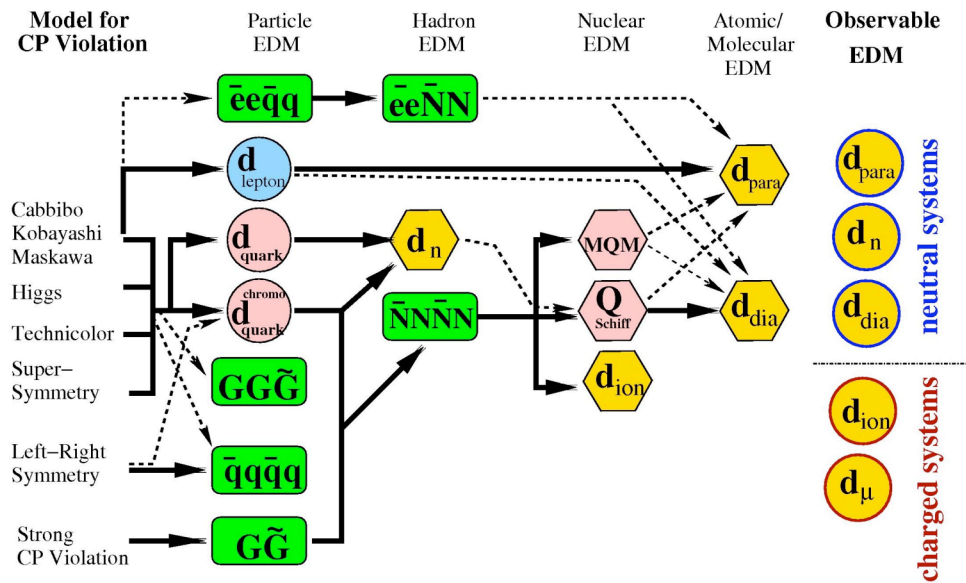 Model for
CP Violation
Particle
EDM
Hadron
EDM
Nuclear
EDM
Atomic/
Molecular
EDM
Observable
EDM
ēeq̄q
ēeN̄N
d
lepton
d
para
d
para
Cabbibo
Kobayashi
Maskawa
d
quark
d n
MQM
d n
Higgs
chromo
d
quark
N̄NN̄N
Q
Schiff
d
dia
d
dia
neutral systems
Technicolor
Super–
Symmetry
GGG̃
d ion
d ion
Left–Right
Symmetry
q̄qq̄q
d μ
charged systems
Strong
CP Violation
GG̃